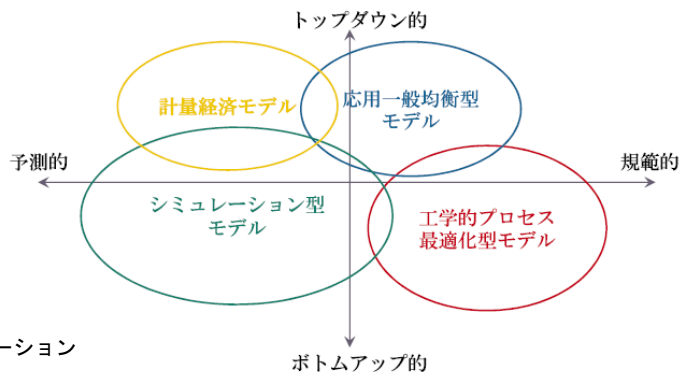 トップダウン的
計量経済モデル
応用一般均衡型
モデル
予測的
規範的
シミュレーション型
モデル
工学的プロセス
最適化型モデル
ーション
ボトムアップ的